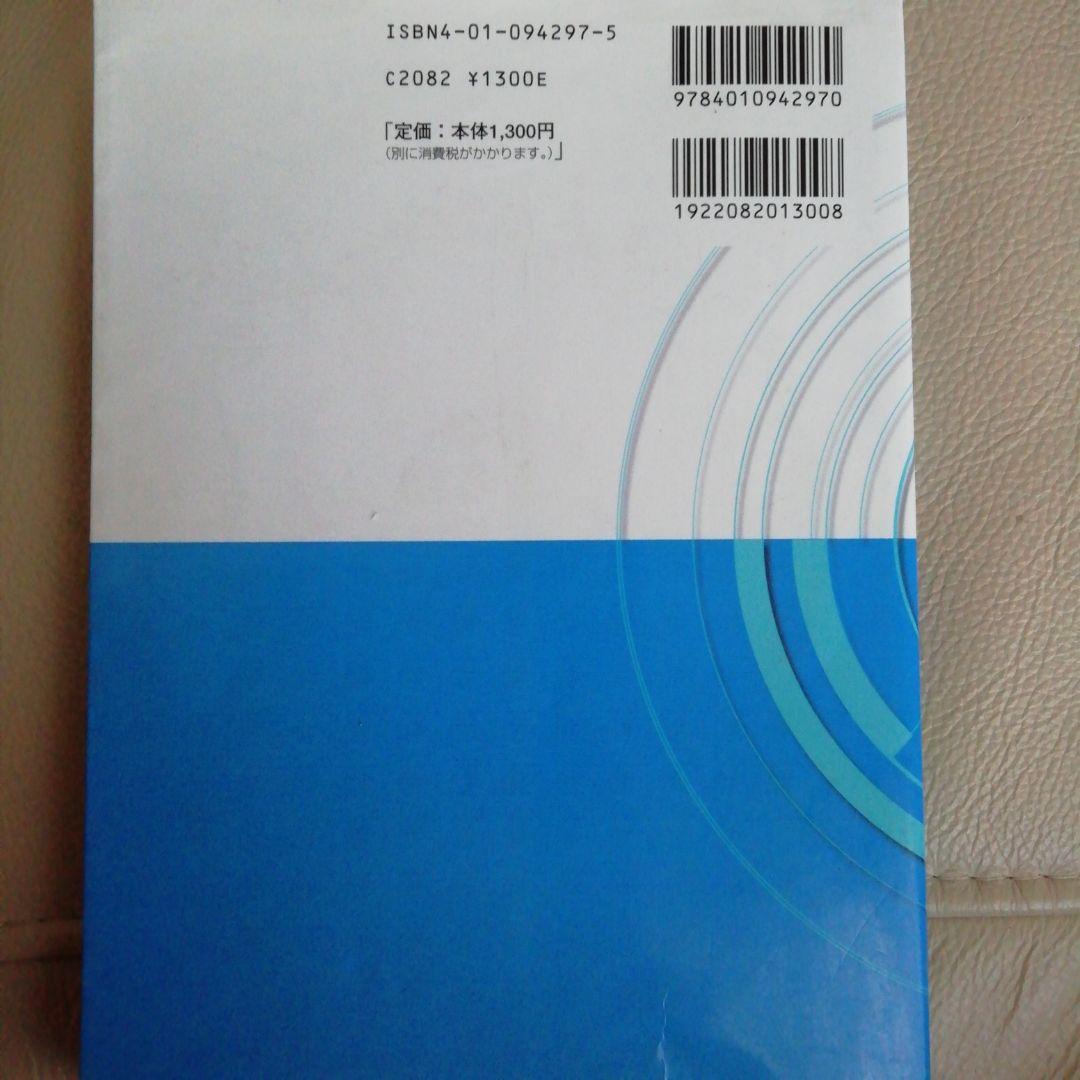 ISBN4-01-094297-5
C2082 ¥1300E
「定価：本体1,300円
(別に消費税がかかります。)」
9784010942970
1922082013008